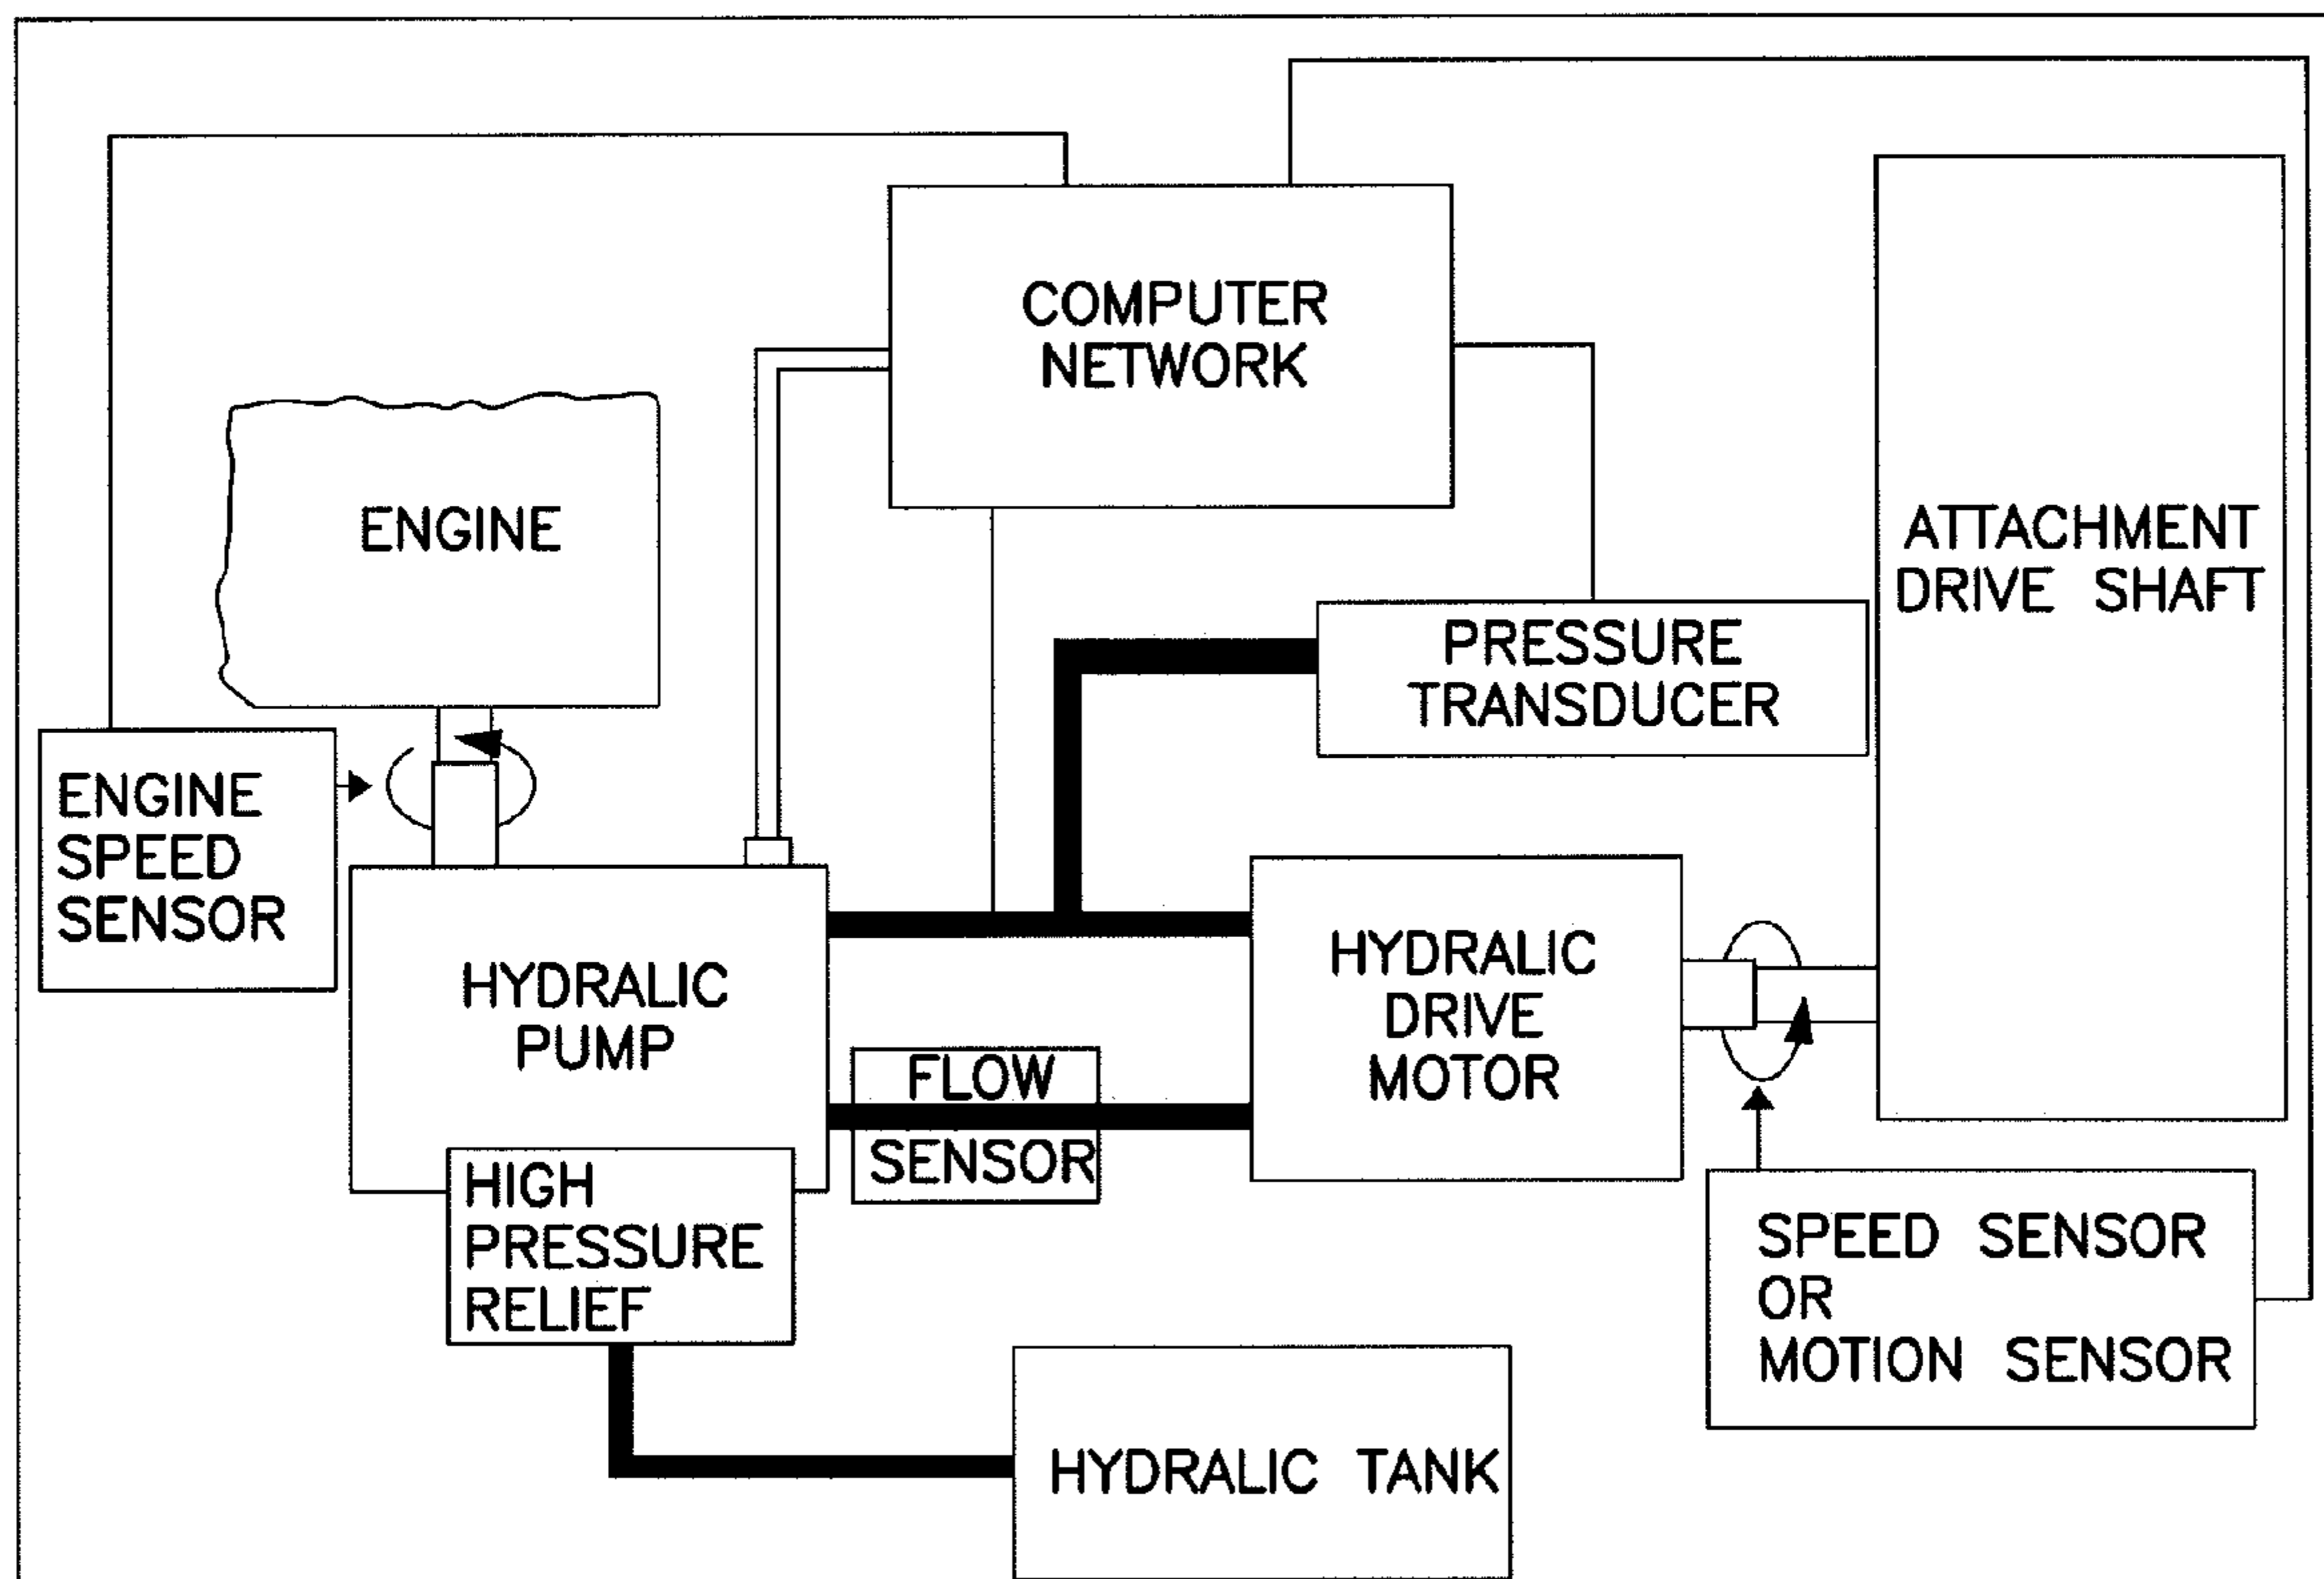 COMPUTER
NETWORK
ENGINE
ATTACHMENT
DRIVE SHAFT
PRESSURE
TRANSDUCER
ENGINE
SPEED
SENSOR
HYDRALIC
PUMP
HYDRALIC
DRIVE
MOTOR
FLOW
SENSOR
HIGH
PRESSURE
RELIEF
SPEED SENSOR
OR
MOTION SENSOR
HYDRALIC TANK